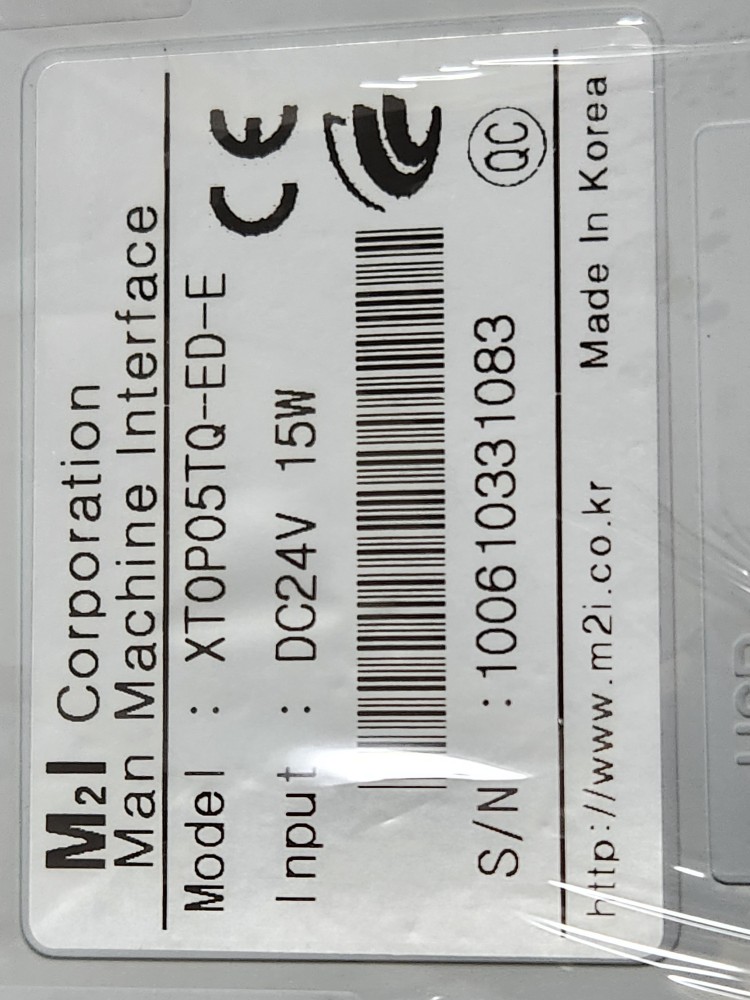 M2I Corporation
Man Machine Interface
Model : XTOP05TQ-ED-E
CE
Input : DC24V 15W
S/N : 100610331083
QC
http://www.m2i.co.kr Made In Korea